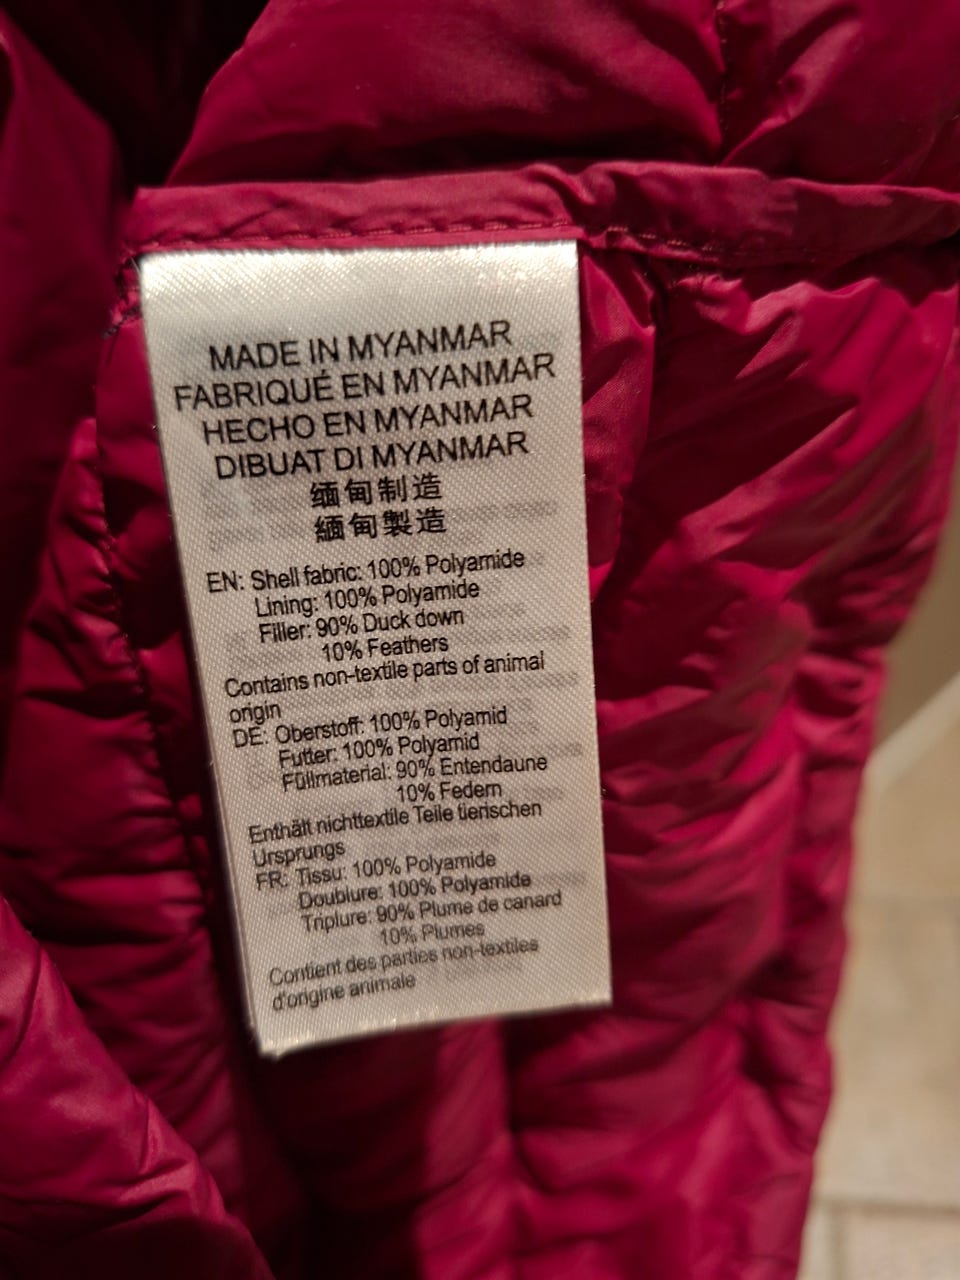 MADE IN MYANMAR
FABRIQUÉ EN MYANMAR
HECHO EN MYANMAR
DIBUAT DI MYANMAR
缅甸制造
緬甸製造
EN: Shell fabric: 100% Polyamide
Lining: 100% Polyamide
Filler: 90% Duck down
10% Feathers
Contains non-textile parts of animal
origin
DE: Oberstoff: 100% Polyamid
Futter: 100% Polyamid
Füllmaterial: 90% Entendaune
10% Federn
Enthält nichttextile Teile tierischen
Ursprungs
FR: Tissu: 100% Polyamide
Doublure: 100% Polyamide
Triplure: 90% Plume de canard
10% Plumes
Contient des parties non-textiles
d'origine animale